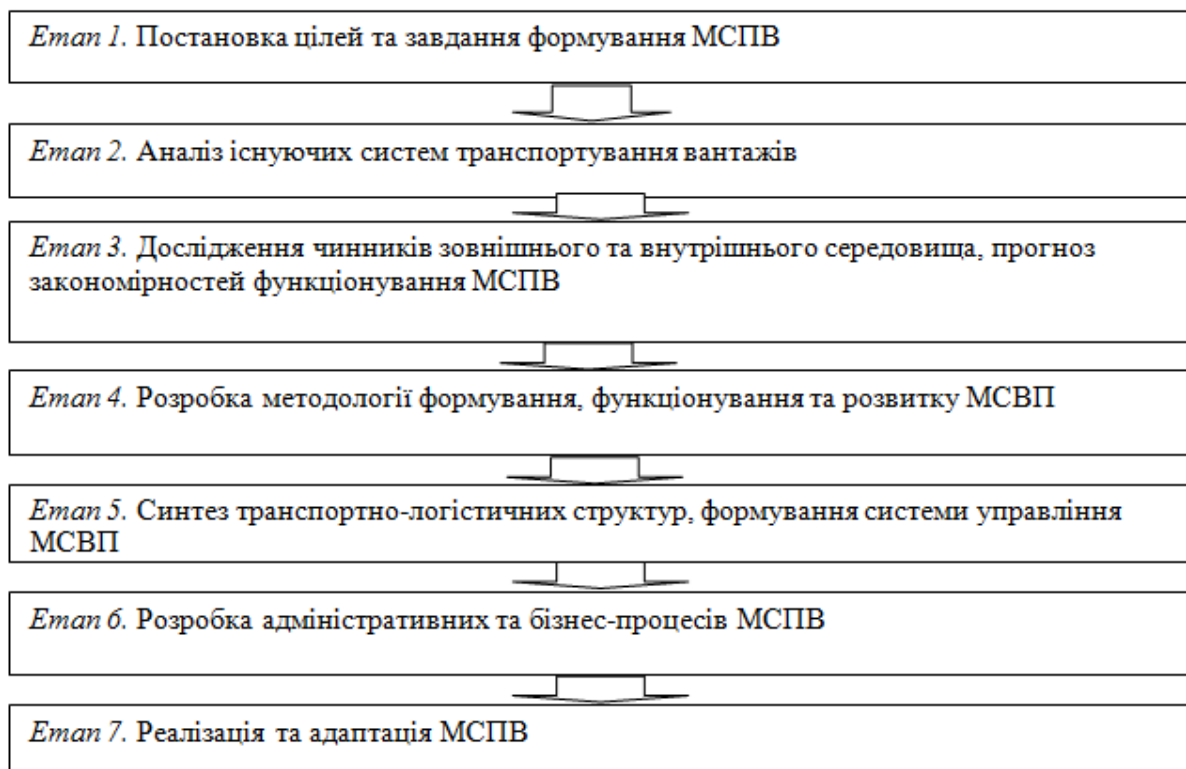 Етап 1. Постановка цілей та завдання формування МСПВ
Етап 2. Аналіз існуючих систем транспортування вантажів
Етап 3. Дослідження чинників зовнішнього та внутрішнього середовища, прогноз
закономірностей функціонування МСПВ
Етап 4. Розробка методології формування, функціонування та розвитку МСВП
Етап 5. Синтез транспортно-логістичних структур, формування системи управління
МСВП
Етап 6. Розробка адміністративних та бізнес-процесів МСПВ
Етап 7. Реалізація та адаптація МСПВ